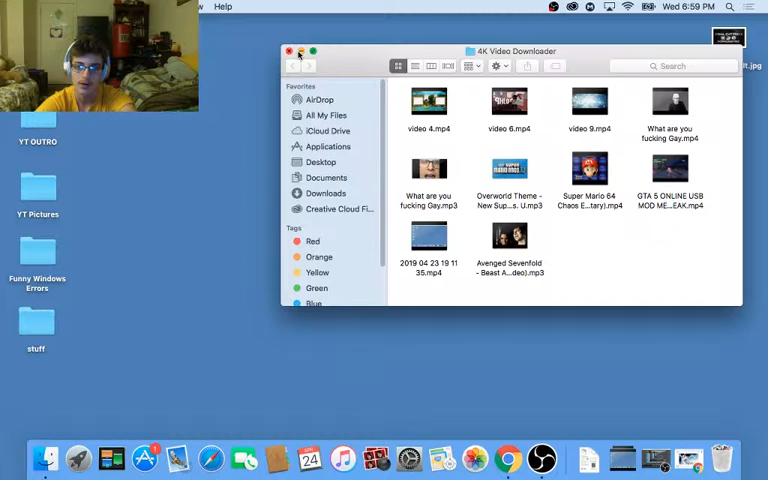 Help
Wed 6:59 PM
4K Video Downloader
Search
lt.jpg
Favorites
AirDrop
All My Files
iCloud Drive
Applications
Desktop
Documents
Downloads
Creative Cloud Fi...
Tags
Red
Orange
Yellow
Green
Blue
video 4.mp4
video 6.mp4
video 9.mp4
What are you
fucking Gay.mp4
What are you
fucking Gay.mp3
Overworld Theme -
New Sup...s. U.mp3
Super Mario 64
Chaos E...tary).mp4
GTA 5 ONLINE USB
MOD ME...EAK.mp4
2019 04 23 19 11
35.mp4
Avenged Sevenfold
- Beast A...deo).mp3
YT OUTRO
YT Pictures
Funny Windows
Errors
stuff
1
24